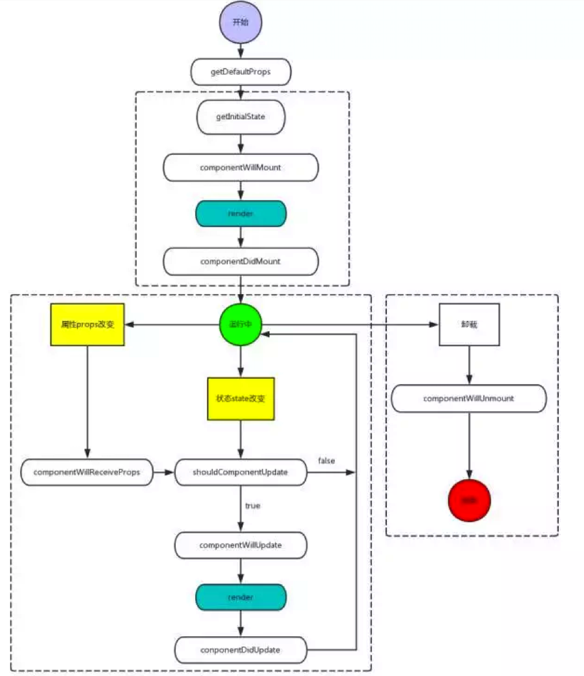 开始
getDefaultProps
getInitialState
componentWillMount
render
componentDidMount
属性props改变
运行中
卸载
状态state改变
componentWillUnmount
componentWillReceiveProps
shouldComponentUpdate
false
true
componentWillUpdate
render
conponentDidUpdate